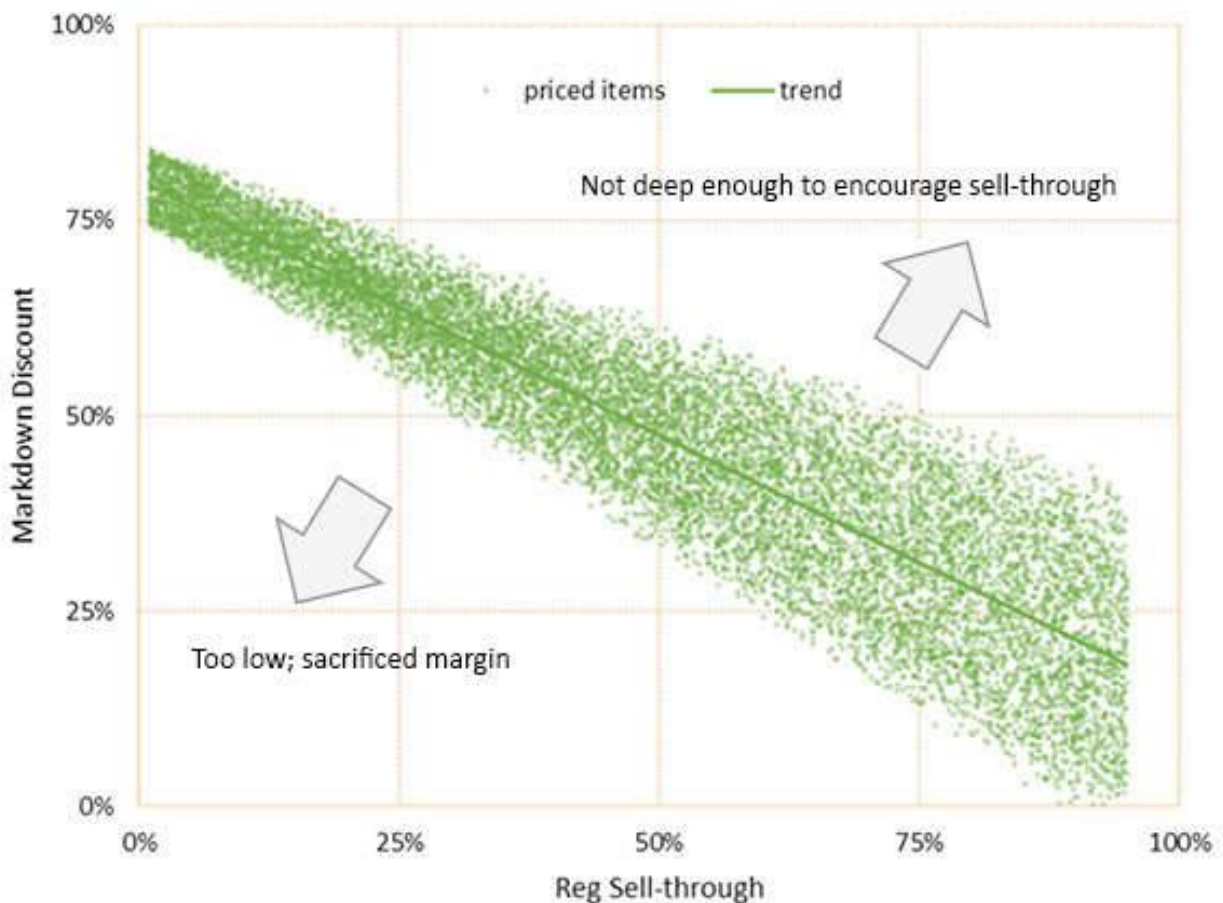 100%
priced items trend
Not deep enough to encourage sell-through
75%
Markdown Discount
50%
25%
Too low; sacrificed margin
0%
0% 25% 50% 75% 100%
Reg Sell-through